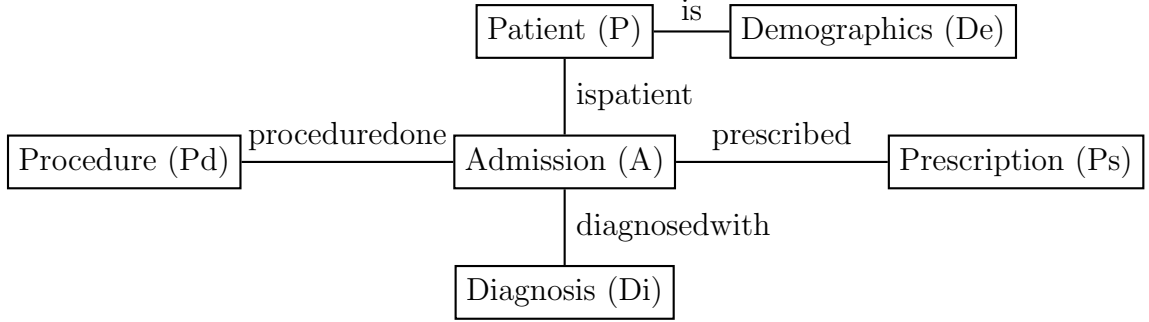 Patient (P)
is
Demographics (De)
ispatient
Procedure (Pd)
proceduredone
Admission (A)
prescribed
Prescription (Ps)
diagnosedwith
Diagnosis (Di)